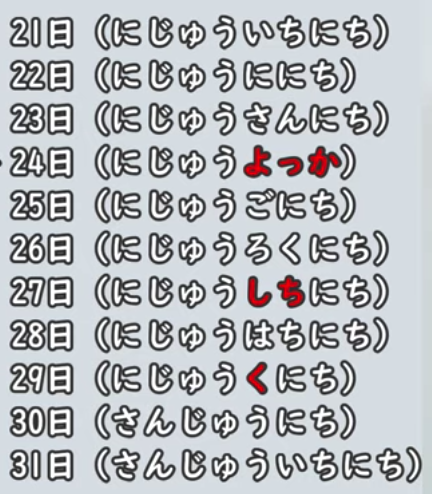 21日（にじゅういちにち）
22日（にじゅうににち）
23日（にじゅうさんにち）
24日（にじゅうよっか）
25日（にじゅうごにち）
26日（にじゅうろくにち）
27日（にじゅうしちにち）
28日（にじゅうはちにち）
29日（にじゅうくにち）
30日（さんじゅうにち）
31日（さんじゅういちにち）